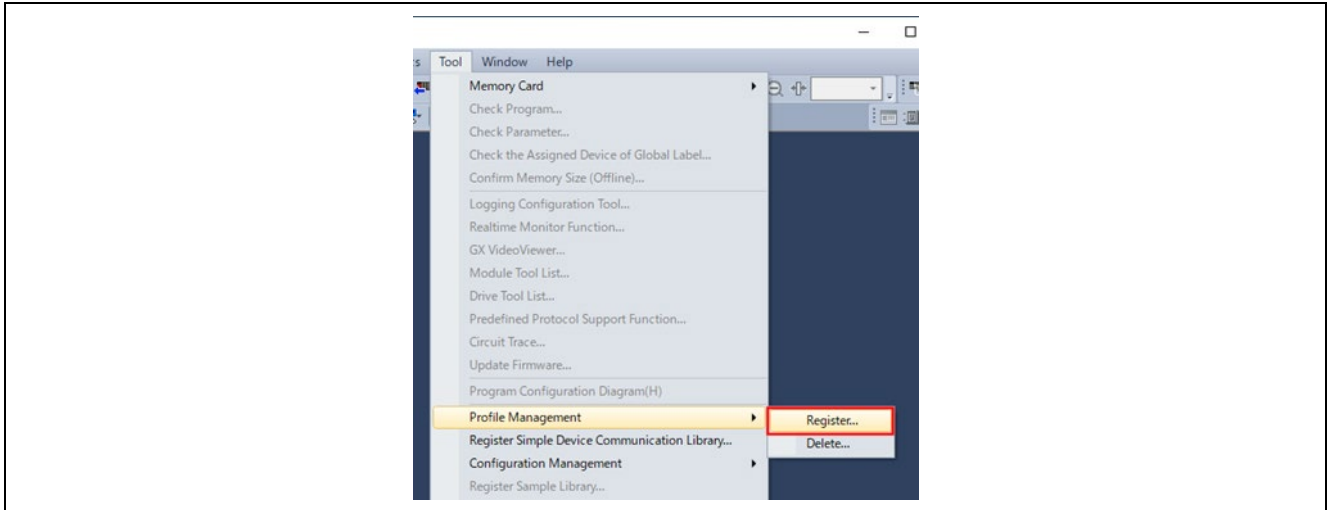 Tool Window Help
Memory Card
Check Program...
Check Parameter...
Check the Assigned Device of Global Label...
Confirm Memory Size (Offline)...
Logging Configuration Tool...
Realtime Monitor Function...
GX VideoViewer...
Module Tool List...
Drive Tool List...
Predefined Protocol Support Function...
Circuit Trace...
Update Firmware...
Program Configuration Diagram(H)
Profile Management
Register...
Register Simple Device Communication Library...
Delete...
Configuration Management
Register Sample Library...